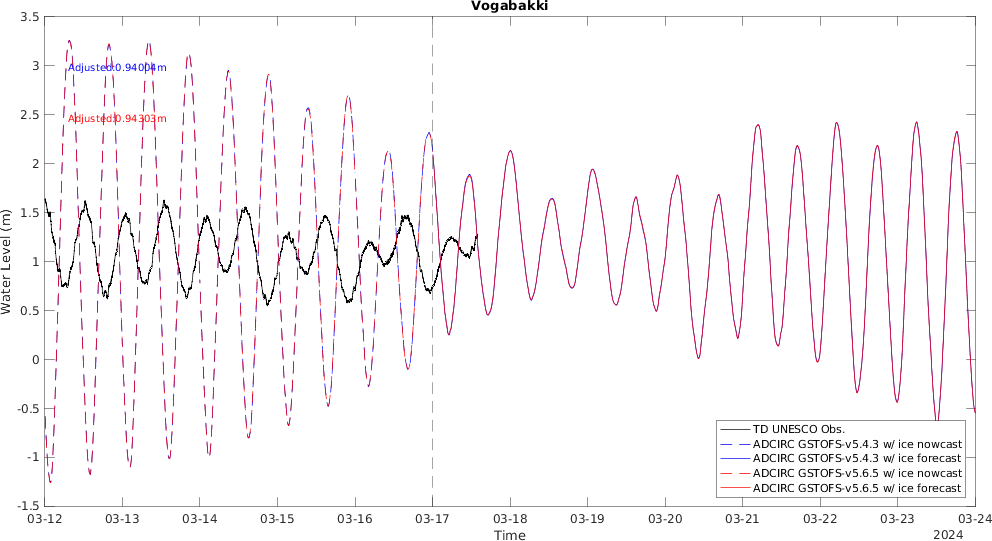 Vogabakki
3.5
3
2.5
2
1.5
1
0.5
0
-0.5
-1
-1.5
Water Level (m)
Adjusted:0.94004m
Adjusted:0.94303m
TD UNESCO Obs.
ADCIRC GSTOFS-v5.4.3 w/ ice nowcast
ADCIRC GSTOFS-v5.4.3 w/ ice forecast
ADCIRC GSTOFS-v5.6.5 w/ ice nowcast
ADCIRC GSTOFS-v5.6.5 w/ ice forecast
03-12 03-13 03-14 03-15 03-16 03-17 03-18 03-19 03-20 03-21 03-22 03-23 03-24
Time
2024